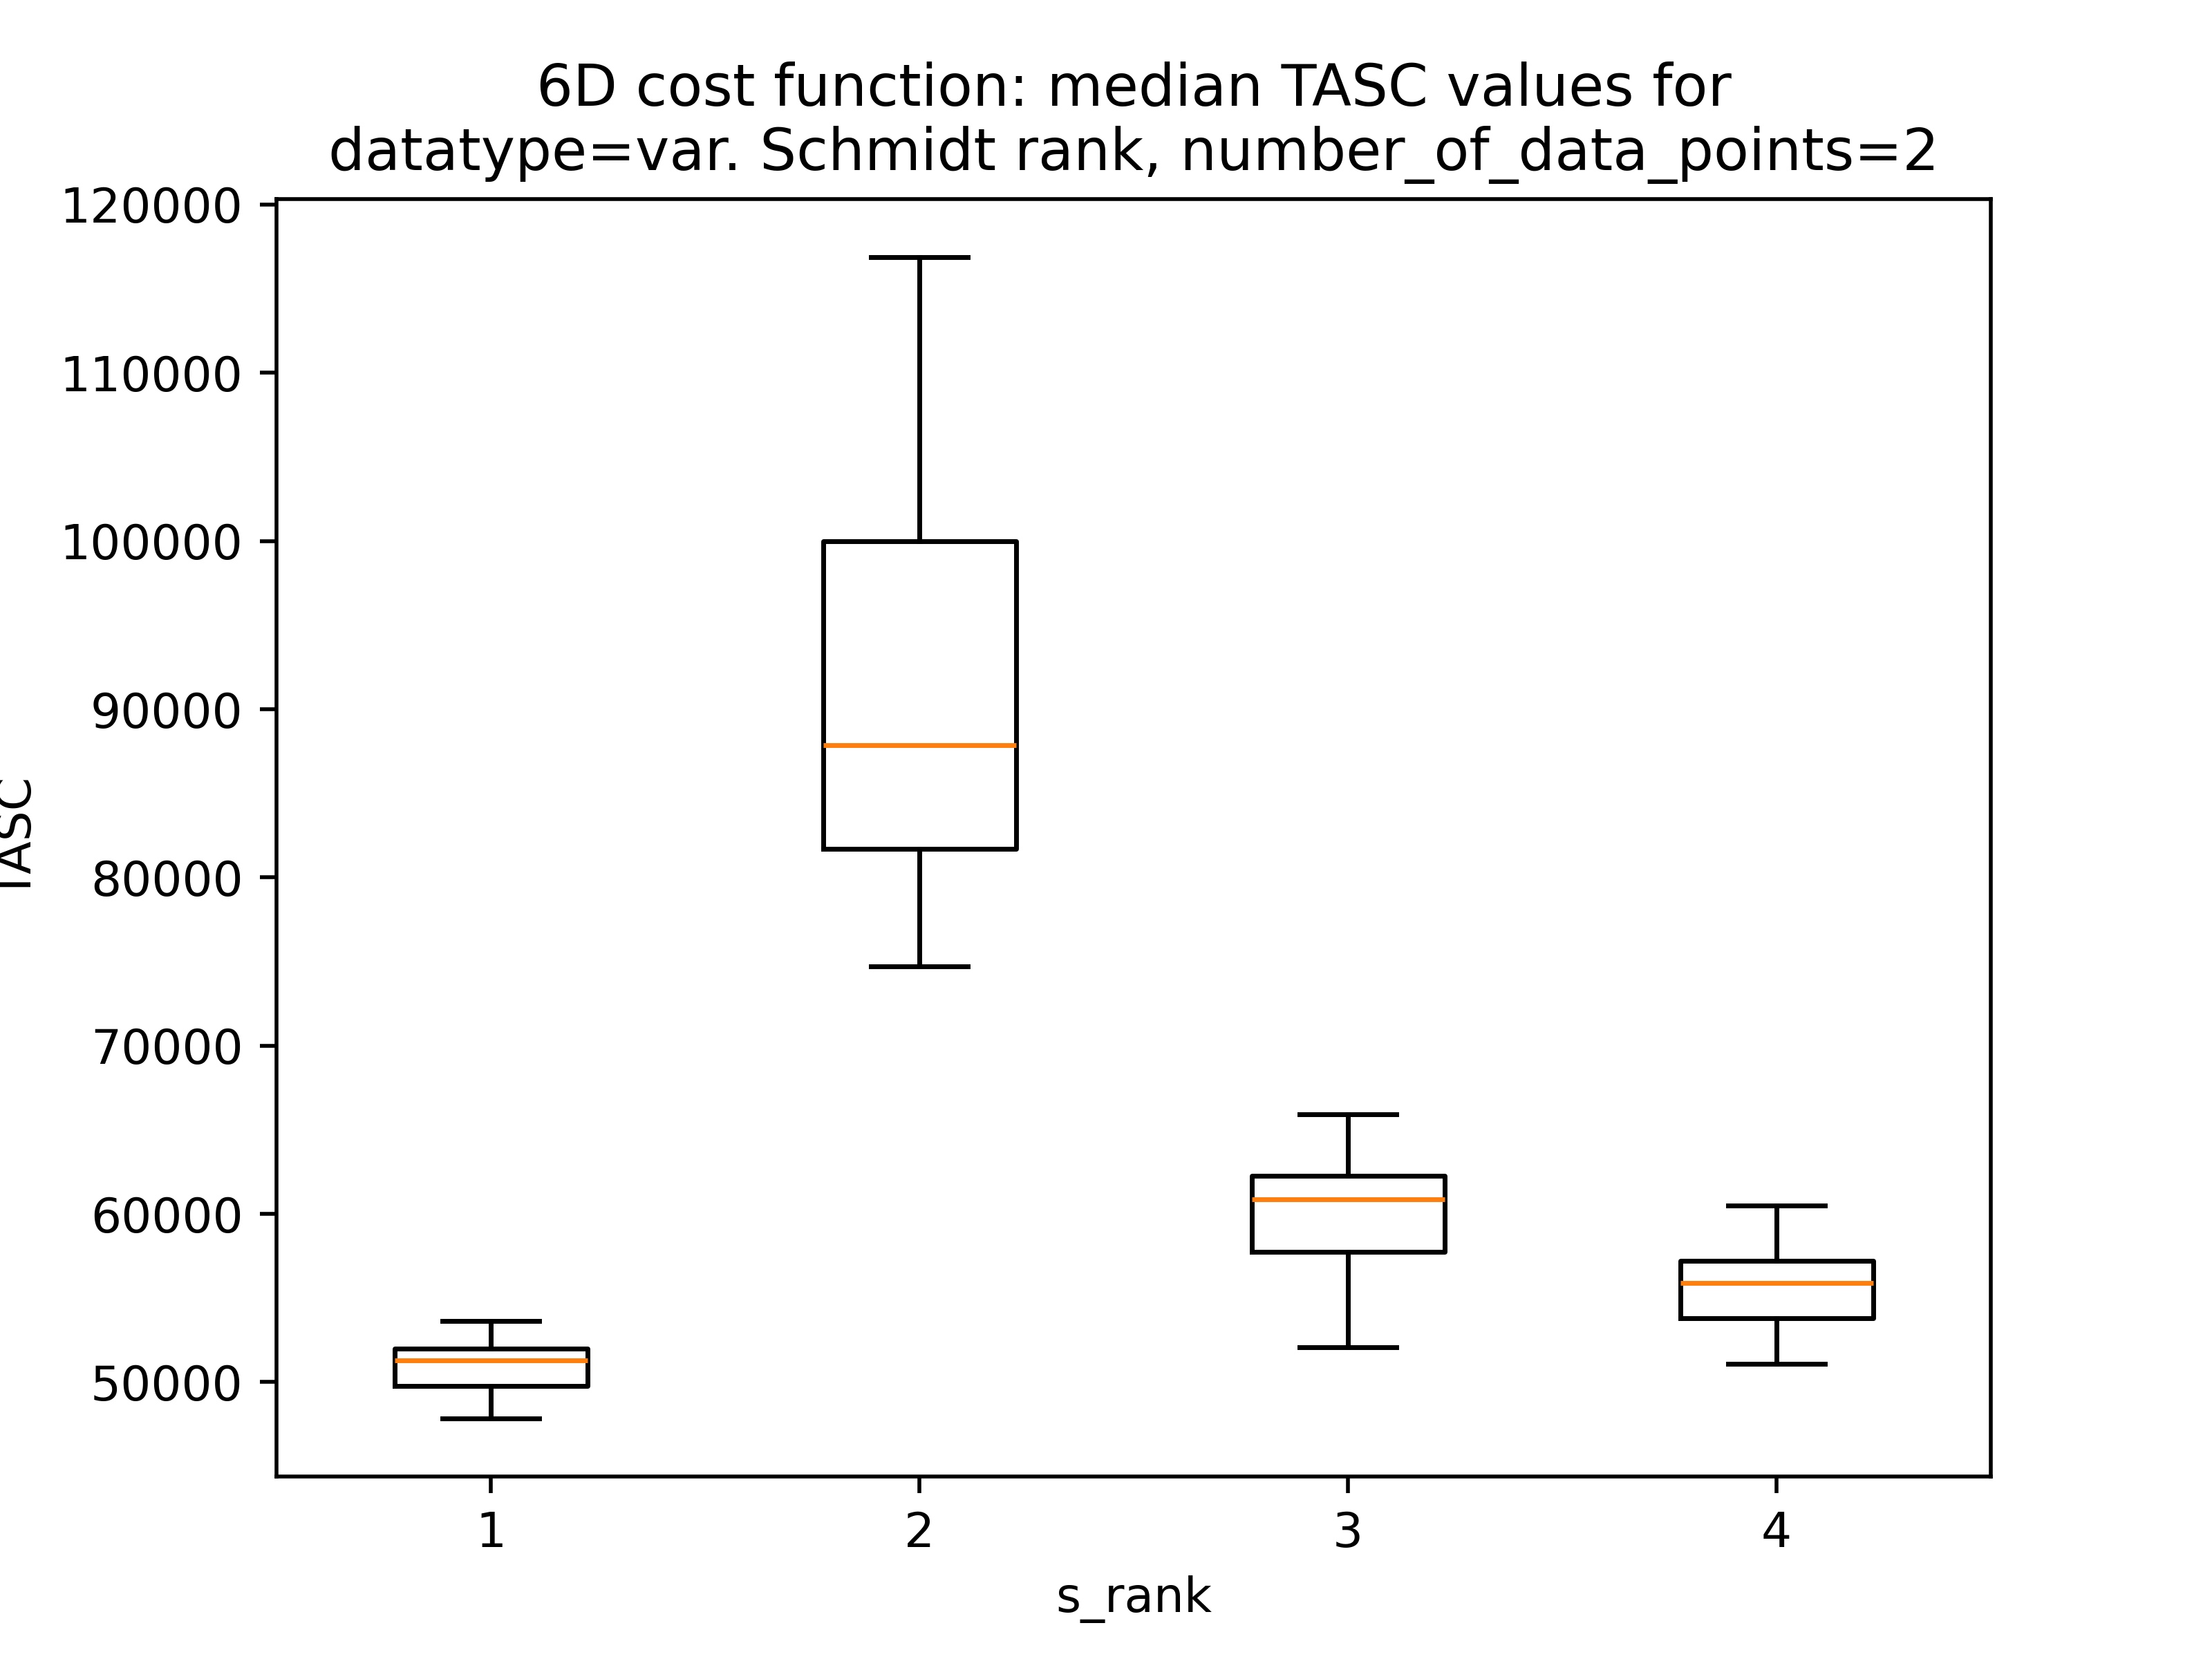 6D cost function: median TASC values for
datatype=var. Schmidt rank, number_of_data_points=2
120000
110000
100000
90000
80000
70000
60000
50000
TASC
1 2 3 4
s_rank